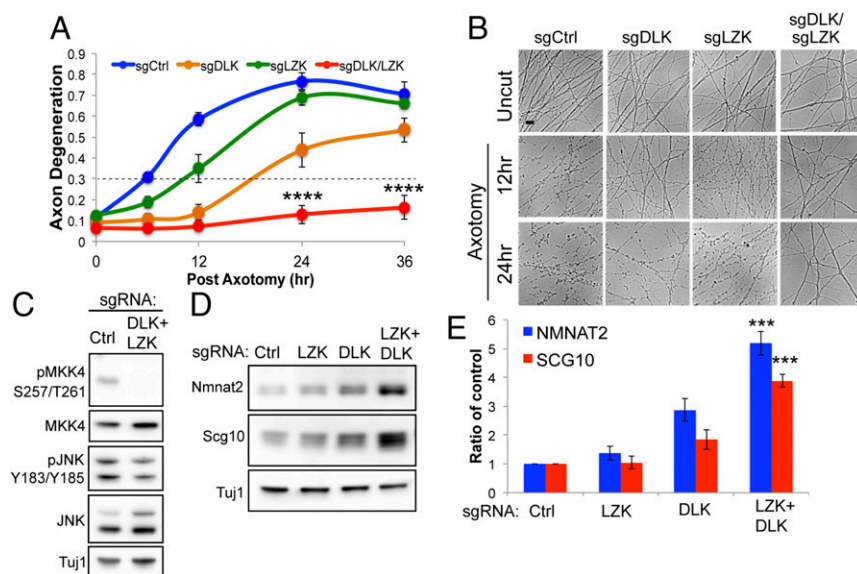 A
sgCtrl sgDLK sgLZK sgDLK/LZK
Axon Degeneration
0.9
0.8
0.7
0.6
0.5
0.4
0.3
0.2
0.1
0
**** ****
0 12 24 36
Post Axotomy (hr)
B
sgCtrl sgDLK sgLZK sgDLK/
sgLZK
Uncut
Axotomy
12hr
24hr
C
sgRNA:
Ctrl DLK+
LZK
pMKK4
S257/T261
MKK4
pJNK
Y183/Y185
JNK
Tuj1
D
sgRNA: Ctrl LZK DLK LZK+
DLK
Nmnat2
Scg10
Tuj1
E
NMNAT2
SCG10
Ratio of control
6
5
4
3
2
1
0
***
***
sgRNA: Ctrl LZK DLK LZK+
DLK